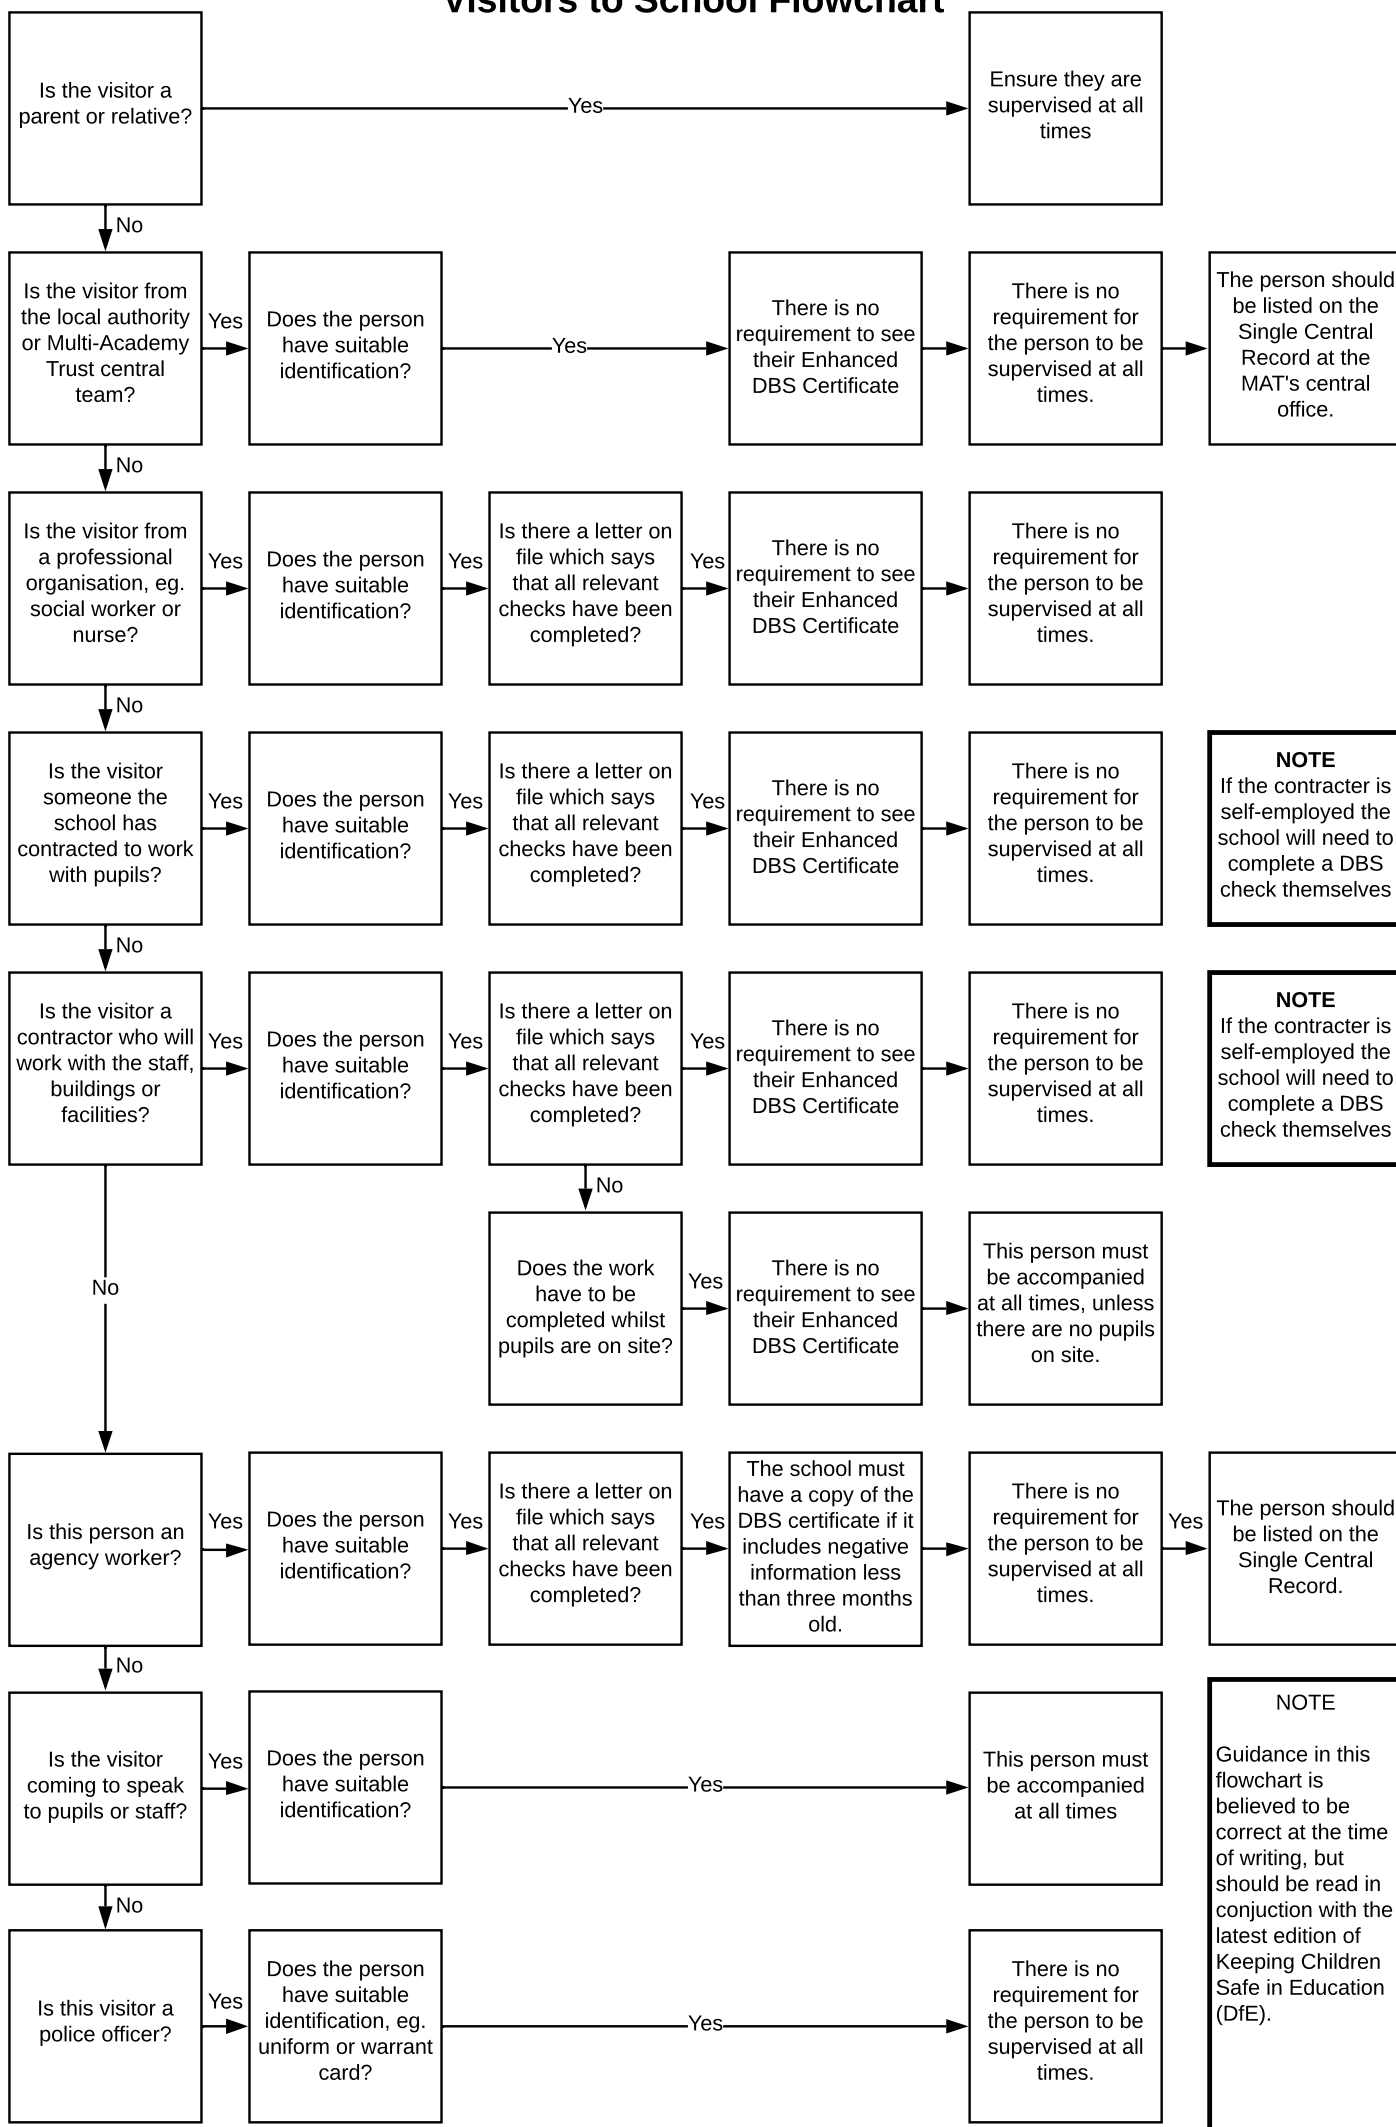 Visitors to School Flowchart
Is the visitor a
parent or relative?
Yes
Ensure they are
supervised at all
times
No
Is the visitor from
the local authority
or Multi-Academy
Trust central
team?
Yes
Does the person
have suitable
identification?
Yes
There is no
requirement to see
their Enhanced
DBS Certificate
There is no
requirement for
the person to be
supervised at all
times.
The person should
be listed on the
Single Central
Record at the
MAT's central
office.
No
Is the visitor from
a professional
organisation, eg.
social worker or
nurse?
Yes
Does the person
have suitable
identification?
Yes
Is there a letter on
file which says
that all relevant
checks have been
completed?
Yes
There is no
requirement to see
their Enhanced
DBS Certificate
There is no
requirement for
the person to be
supervised at all
times.
No
Is the visitor
someone the
school has
contracted to work
with pupils?
Yes
Does the person
have suitable
identification?
Yes
Is there a letter on
file which says
that all relevant
checks have been
completed?
Yes
There is no
requirement to see
their Enhanced
DBS Certificate
There is no
requirement for
the person to be
supervised at all
times.
NOTE
If the contracter is
self-employed the
school will need to
complete a DBS
check themselves
No
Is the visitor a
contractor who will
work with the staff,
buildings or
facilities?
Yes
Does the person
have suitable
identification?
Yes
Is there a letter on
file which says
that all relevant
checks have been
completed?
Yes
There is no
requirement to see
their Enhanced
DBS Certificate
There is no
requirement for
the person to be
supervised at all
times.
NOTE
If the contracter is
self-employed the
school will need to
complete a DBS
check themselves
No
Does the work
have to be
completed whilst
pupils are on site?
Yes
There is no
requirement to see
their Enhanced
DBS Certificate
This person must
be accompanied
at all times, unless
there are no pupils
on site.
No
Is this person an
agency worker?
Yes
Does the person
have suitable
identification?
Yes
Is there a letter on
file which says
that all relevant
checks have been
completed?
Yes
The school must
have a copy of the
DBS certificate if it
includes negative
information less
than three months
old.
There is no
requirement for
the person to be
supervised at all
times.
Yes
The person should
be listed on the
Single Central
Record.
No
Is the visitor
coming to speak
to pupils or staff?
Yes
Does the person
have suitable
identification?
Yes
This person must
be accompanied
at all times
NOTE
Guidance in this
flowchart is
believed to be
correct at the time
of writing, but
should be read in
conjuction with the
latest edition of
Keeping Children
Safe in Education
(DfE).
No
Is this visitor a
police officer?
Yes
Does the person
have suitable
identification, eg.
uniform or warrant
card?
Yes
There is no
requirement for
the person to be
supervised at all
times.